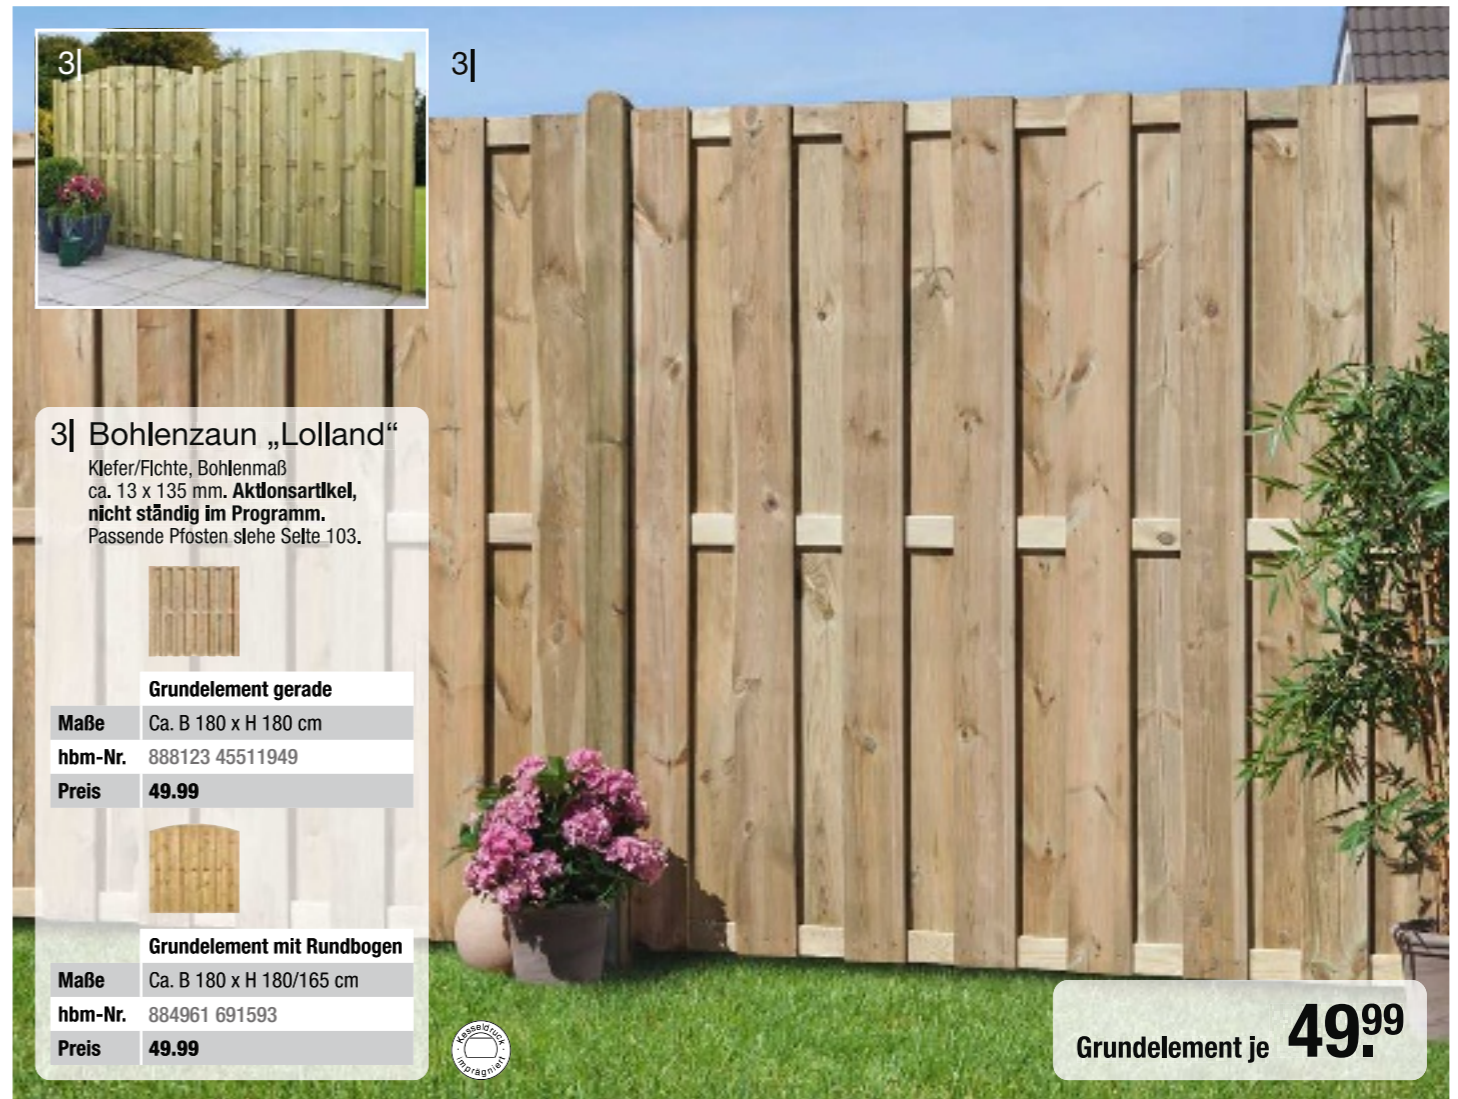 3|
3|
3| Bohlenzaun „Lolland“
Kiefer/Fichte, Bohlenmaß
ca. 13 x 135 mm. Aktionsartikel,
nicht ständig im Programm.
Passende Pfosten siehe Seite 103.
Grundelement gerade
Maße Ca. B 180 x H 180 cm
hbm-Nr. 888123 45511949
Preis 49.99
Grundelement mit Rundbogen
Maße Ca. B 180 x H 180/165 cm
hbm-Nr. 884961 691593
Preis 49.99
Kesseldruck
imprägniert
Grundelement je 49.99